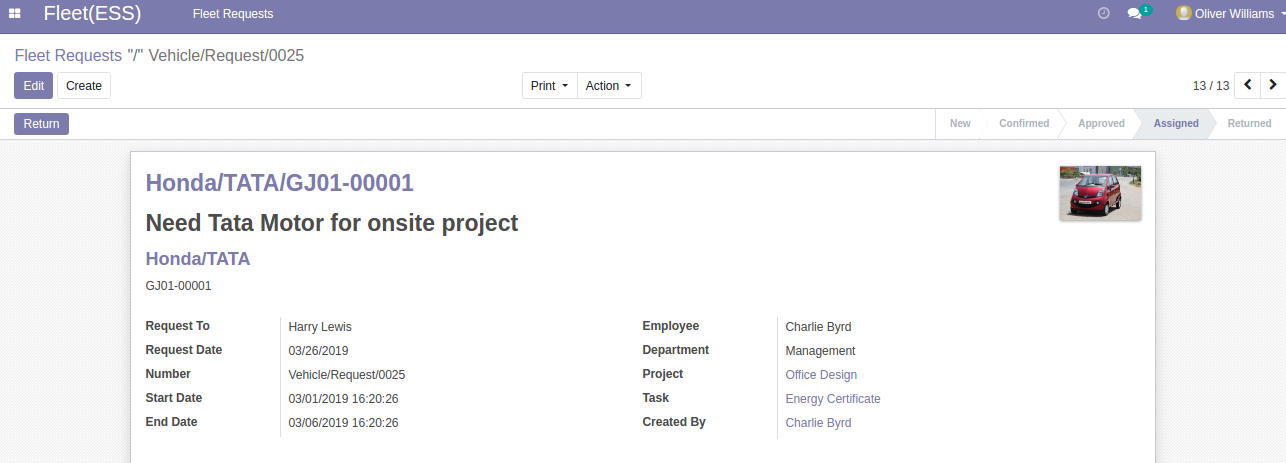 Fleet(ESS) Fleet Requests 1 Oliver Williams
Fleet Requests "/" Vehicle/Request/0025
Edit Create Print Action 13 / 13
Return New Confirmed Approved Assigned Returned
Honda/TATA/GJ01-00001
Need Tata Motor for onsite project
Honda/TATA
GJ01-00001
Request To Harry Lewis Employee Charlie Byrd
Request Date 03/26/2019 Department Management
Number Vehicle/Request/0025 Project Office Design
Start Date 03/01/2019 16:20:26 Task Energy Certificate
End Date 03/06/2019 16:20:26 Created By Charlie Byrd